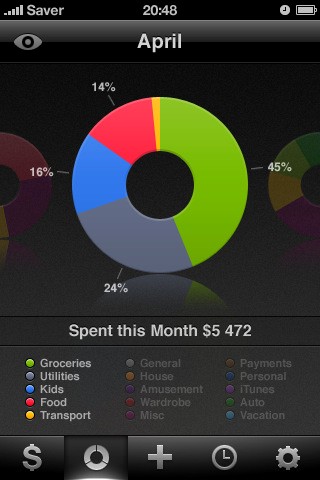 Saver 20:48
April
14%
45%
16%
24%
Spent this Month $5 472
Groceries General Payments
Utilities House Personal
Kids Amusement iTunes
Food Wardrobe Auto
Transport Misc Vacation
$